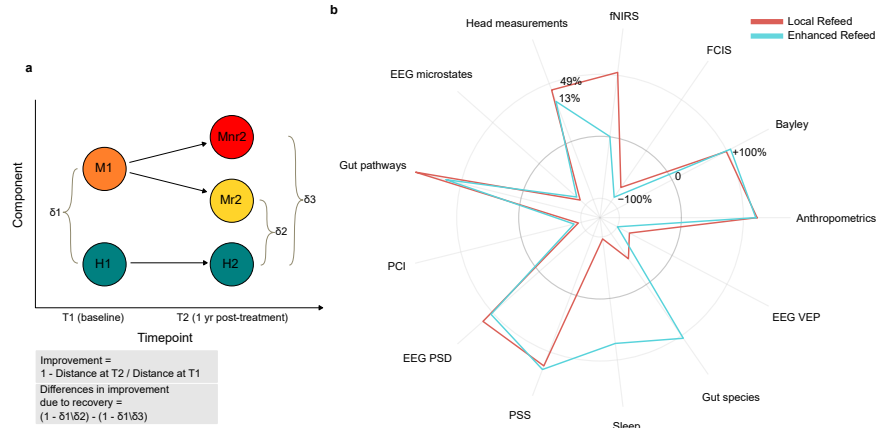 a
Component
M1
Mnr2
Mr2
H1
H2
δ1
δ2
δ3
T1 (baseline)
T2 (1 yr post-treatment)
Timepoint
Improvement =
1 - Distance at T2 / Distance at T1
Differences in improvement
due to recovery =
(1 - δ1\δ2) - (1 - δ1\δ3)
b
Local Refeed
Enhanced Refeed
fNIRS
Head measurements
FCIS
EEG microstates
Bayley
Gut pathways
Anthropometrics
PCI
EEG VEP
EEG PSD
Gut species
PSS
Sleep
49%
13%
+100%
0
−100%